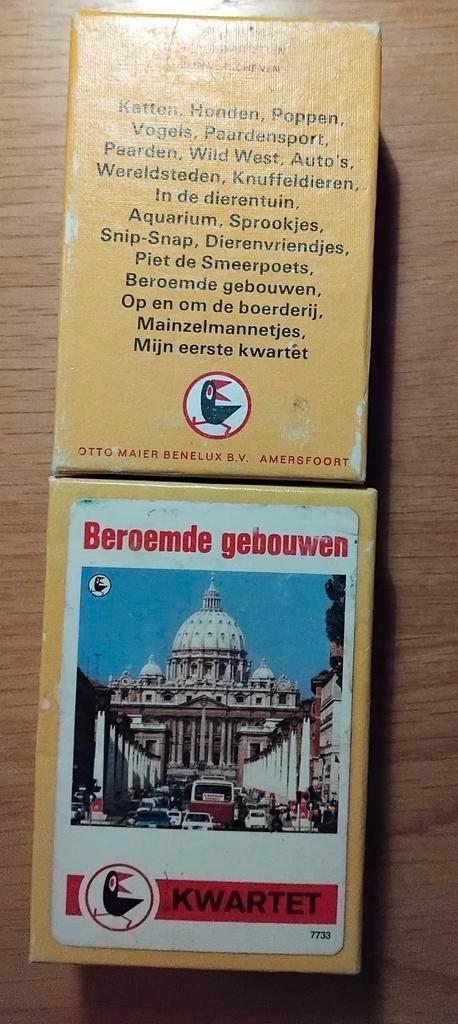 Katten, Honden, Poppen,
Vogels, Paardensport,
Paarden, Wild West, Auto's,
Wereldsteden, Knuffeldieren,
In de dierentuin,
Aquarium, Sprookjes,
Snip-Snap, Dierenvriendjes,
Piet de Smeerpoets,
Beroemde gebouwen,
Op en om de boerderij,
Mainzelmannetjes,
Mijn eerste kwartet
OTTO MAIER BENELUX B.V. AMERSFOORT
Beroemde gebouwen
KWARTET
7733